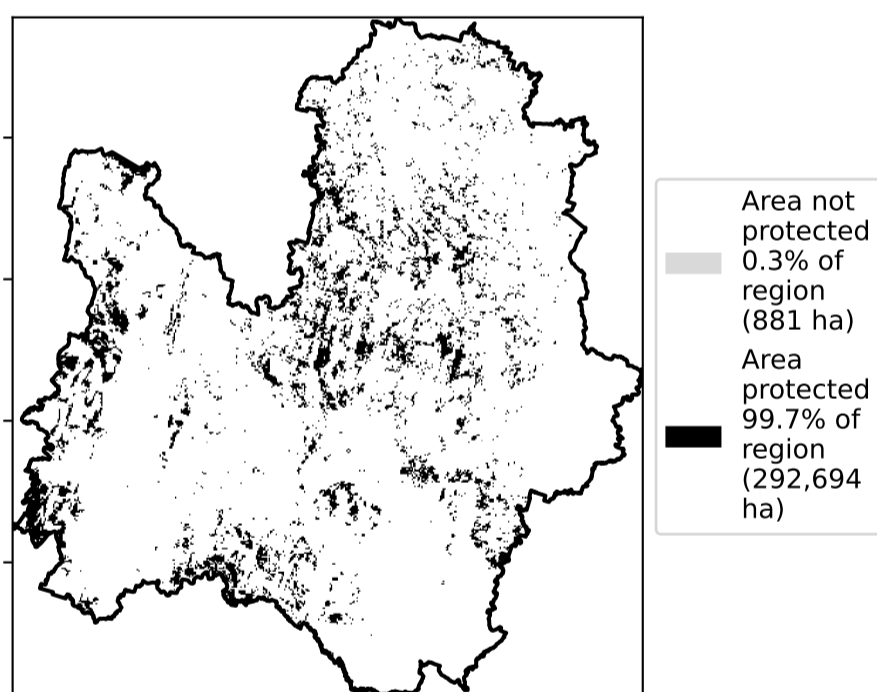 Area not
protected
0.3% of
region
(881 ha)
Area
protected
99.7% of
region
(292,694
ha)